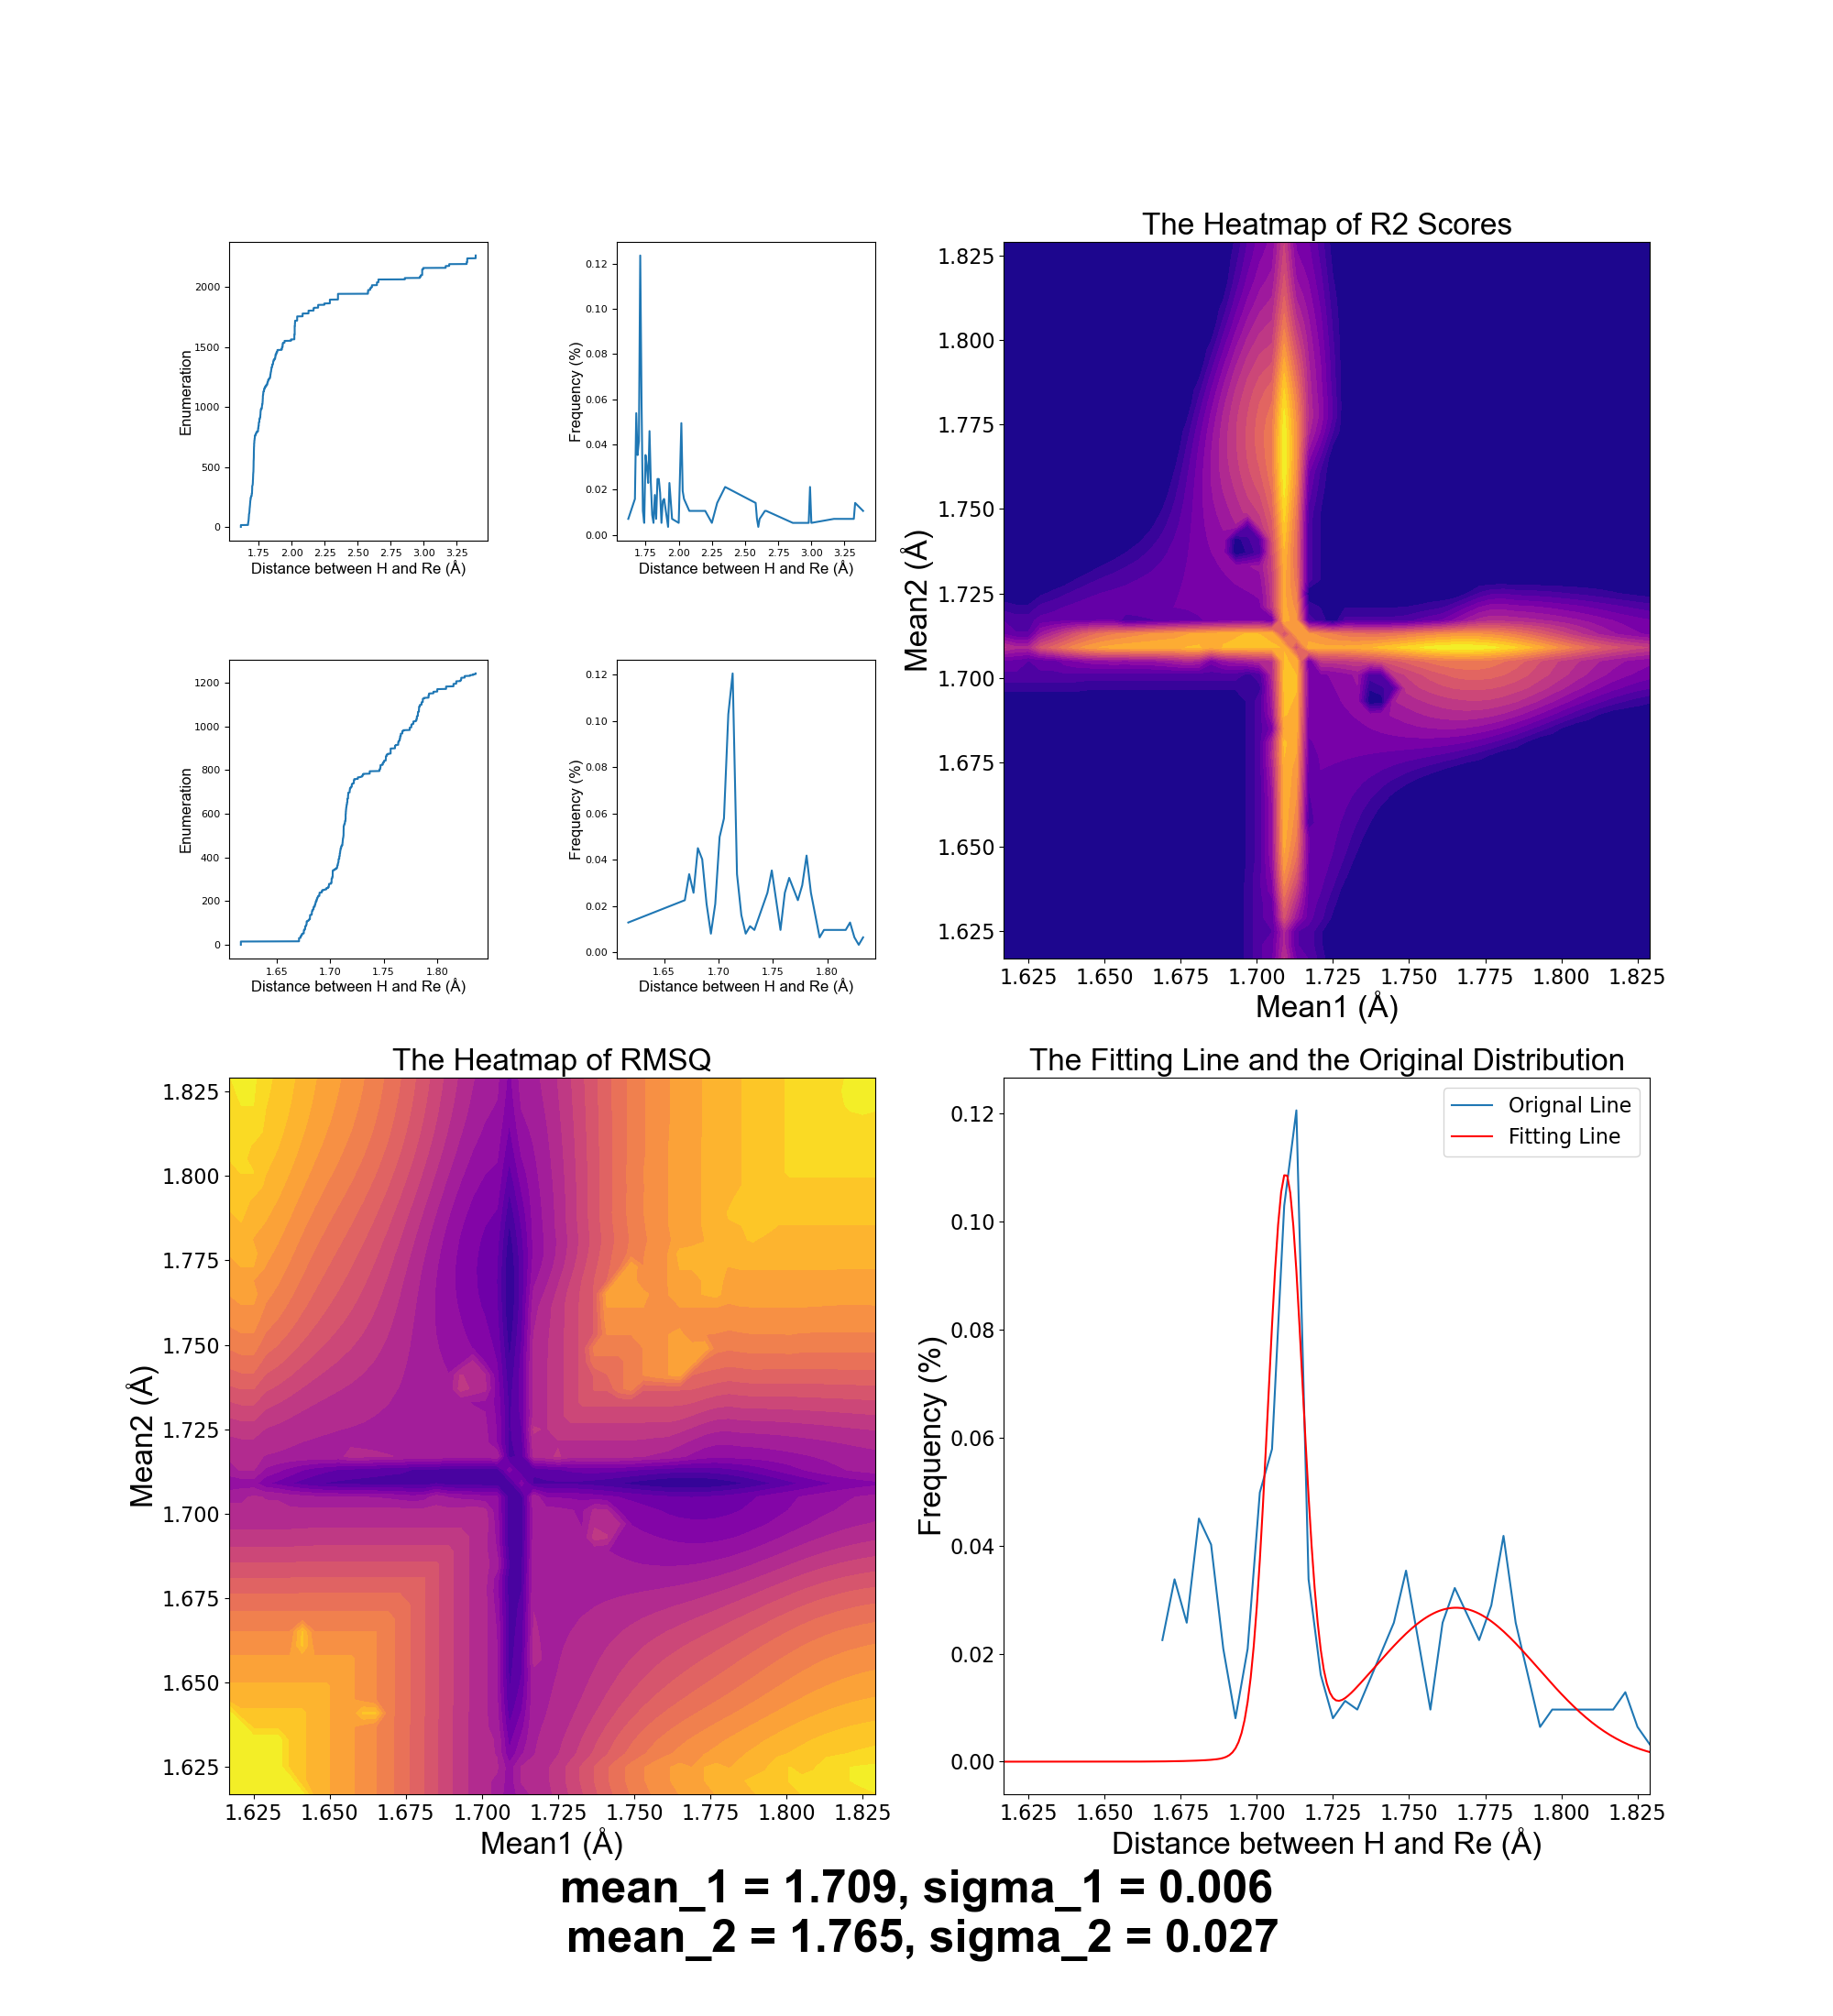 2000
1500
1000
500
0
Enumeration
1.75 2.00 2.25 2.50 2.75 3.00 3.25
Distance between H and Re (Å)
0.12
0.10
0.08
0.06
0.04
0.02
0.00
Frequency (%)
1.75 2.00 2.25 2.50 2.75 3.00 3.25
Distance between H and Re (Å)
1200
1000
800
600
400
200
0
Enumeration
1.65 1.70 1.75 1.80
Distance between H and Re (Å)
0.12
0.10
0.08
0.06
0.04
0.02
0.00
Frequency (%)
1.65 1.70 1.75 1.80
Distance between H and Re (Å)
The Heatmap of R2 Scores
1.825
1.800
1.775
1.750
1.725
1.700
1.675
1.650
1.625
Mean2 (Å)
1.625 1.650 1.675 1.700 1.725 1.750 1.775 1.800 1.825
Mean1 (Å)
The Heatmap of RMSQ
1.825
1.800
1.775
1.750
1.725
1.700
1.675
1.650
1.625
Mean2 (Å)
1.625 1.650 1.675 1.700 1.725 1.750 1.775 1.800 1.825
Mean1 (Å)
The Fitting Line and the Original Distribution
Orignal Line
Fitting Line
0.12
0.10
0.08
0.06
0.04
0.02
0.00
Frequency (%)
1.625 1.650 1.675 1.700 1.725 1.750 1.775 1.800 1.825
Distance between H and Re (Å)
mean_1 = 1.709, sigma_1 = 0.006
mean_2 = 1.765, sigma_2 = 0.027